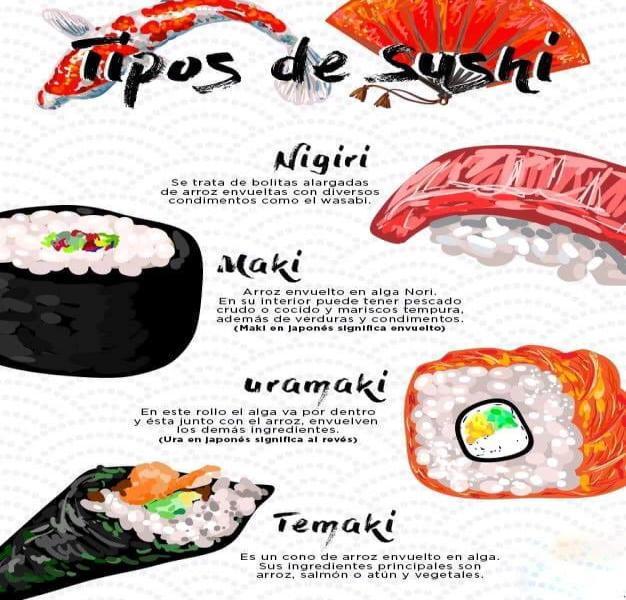 Tipos de sushi
Nigiri
Se trata de bolitas alargadas
de arroz envueltas con diversos
condimentos como el wasabi.
Maki
Arroz envuelto en alga Nori.
En su interior puede tener pescado
crudo o cocido y mariscos tempura,
además de verduras y condimentos.
(Maki en japonés significa envuelto)
uramaki
En este rollo el alga va por dentro
y ésta junto con el arroz, envuelven
los demás ingredientes.
(Ura en japonés significa al revés)
Temaki
Es un cono de arroz envuelto en alga.
Sus ingredientes principales son
arroz, salmón o atún y vegetales.